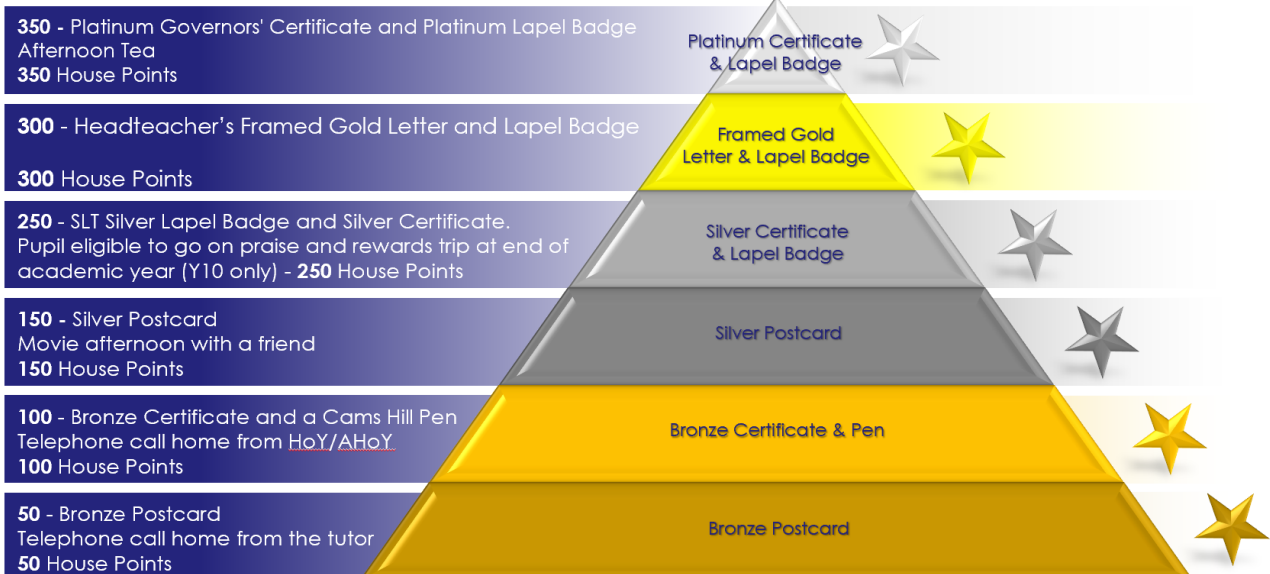 350 - Platinum Governors' Certificate and Platinum Lapel Badge
Afternoon Tea
350 House Points
Platinum Certificate
& Lapel Badge
300 - Headteacher’s Framed Gold Letter and Lapel Badge
300 House Points
Framed Gold
Letter & Lapel Badge
250 - SLT Silver Lapel Badge and Silver Certificate.
Pupil eligible to go on praise and rewards trip at end of
academic year (Y10 only) - 250 House Points
Silver Certificate
& Lapel Badge
150 - Silver Postcard
Movie afternoon with a friend
150 House Points
Silver Postcard
100 - Bronze Certificate and a Cams Hill Pen
Telephone call home from HoY/AHoY
100 House Points
Bronze Certificate & Pen
50 - Bronze Postcard
Telephone call home from the tutor
50 House Points
Bronze Postcard